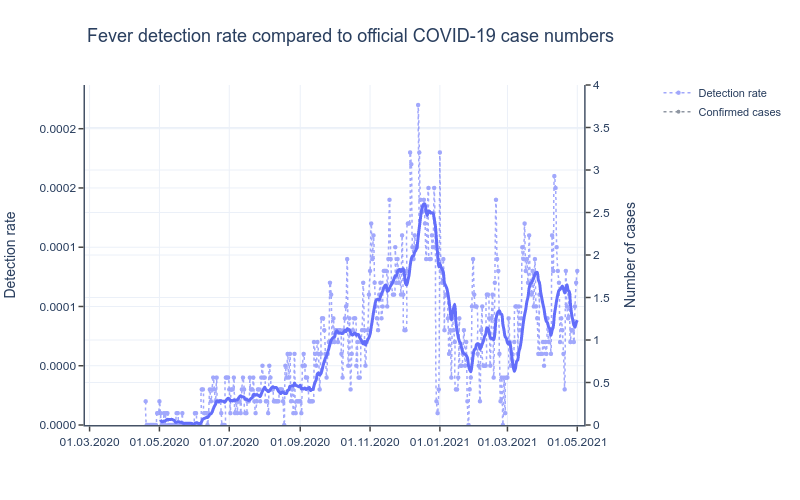 Fever detection rate compared to official COVID-19 case numbers
Detection rate
Confirmed cases
Detection rate
0.0002
0.0002
0.0001
0.0001
0.0000
0.0000
4
3.5
3
2.5
2
1.5
1
0.5
0
Number of cases
01.03.2020 01.05.2020 01.07.2020 01.09.2020 01.11.2020 01.01.2021 01.03.2021 01.05.2021